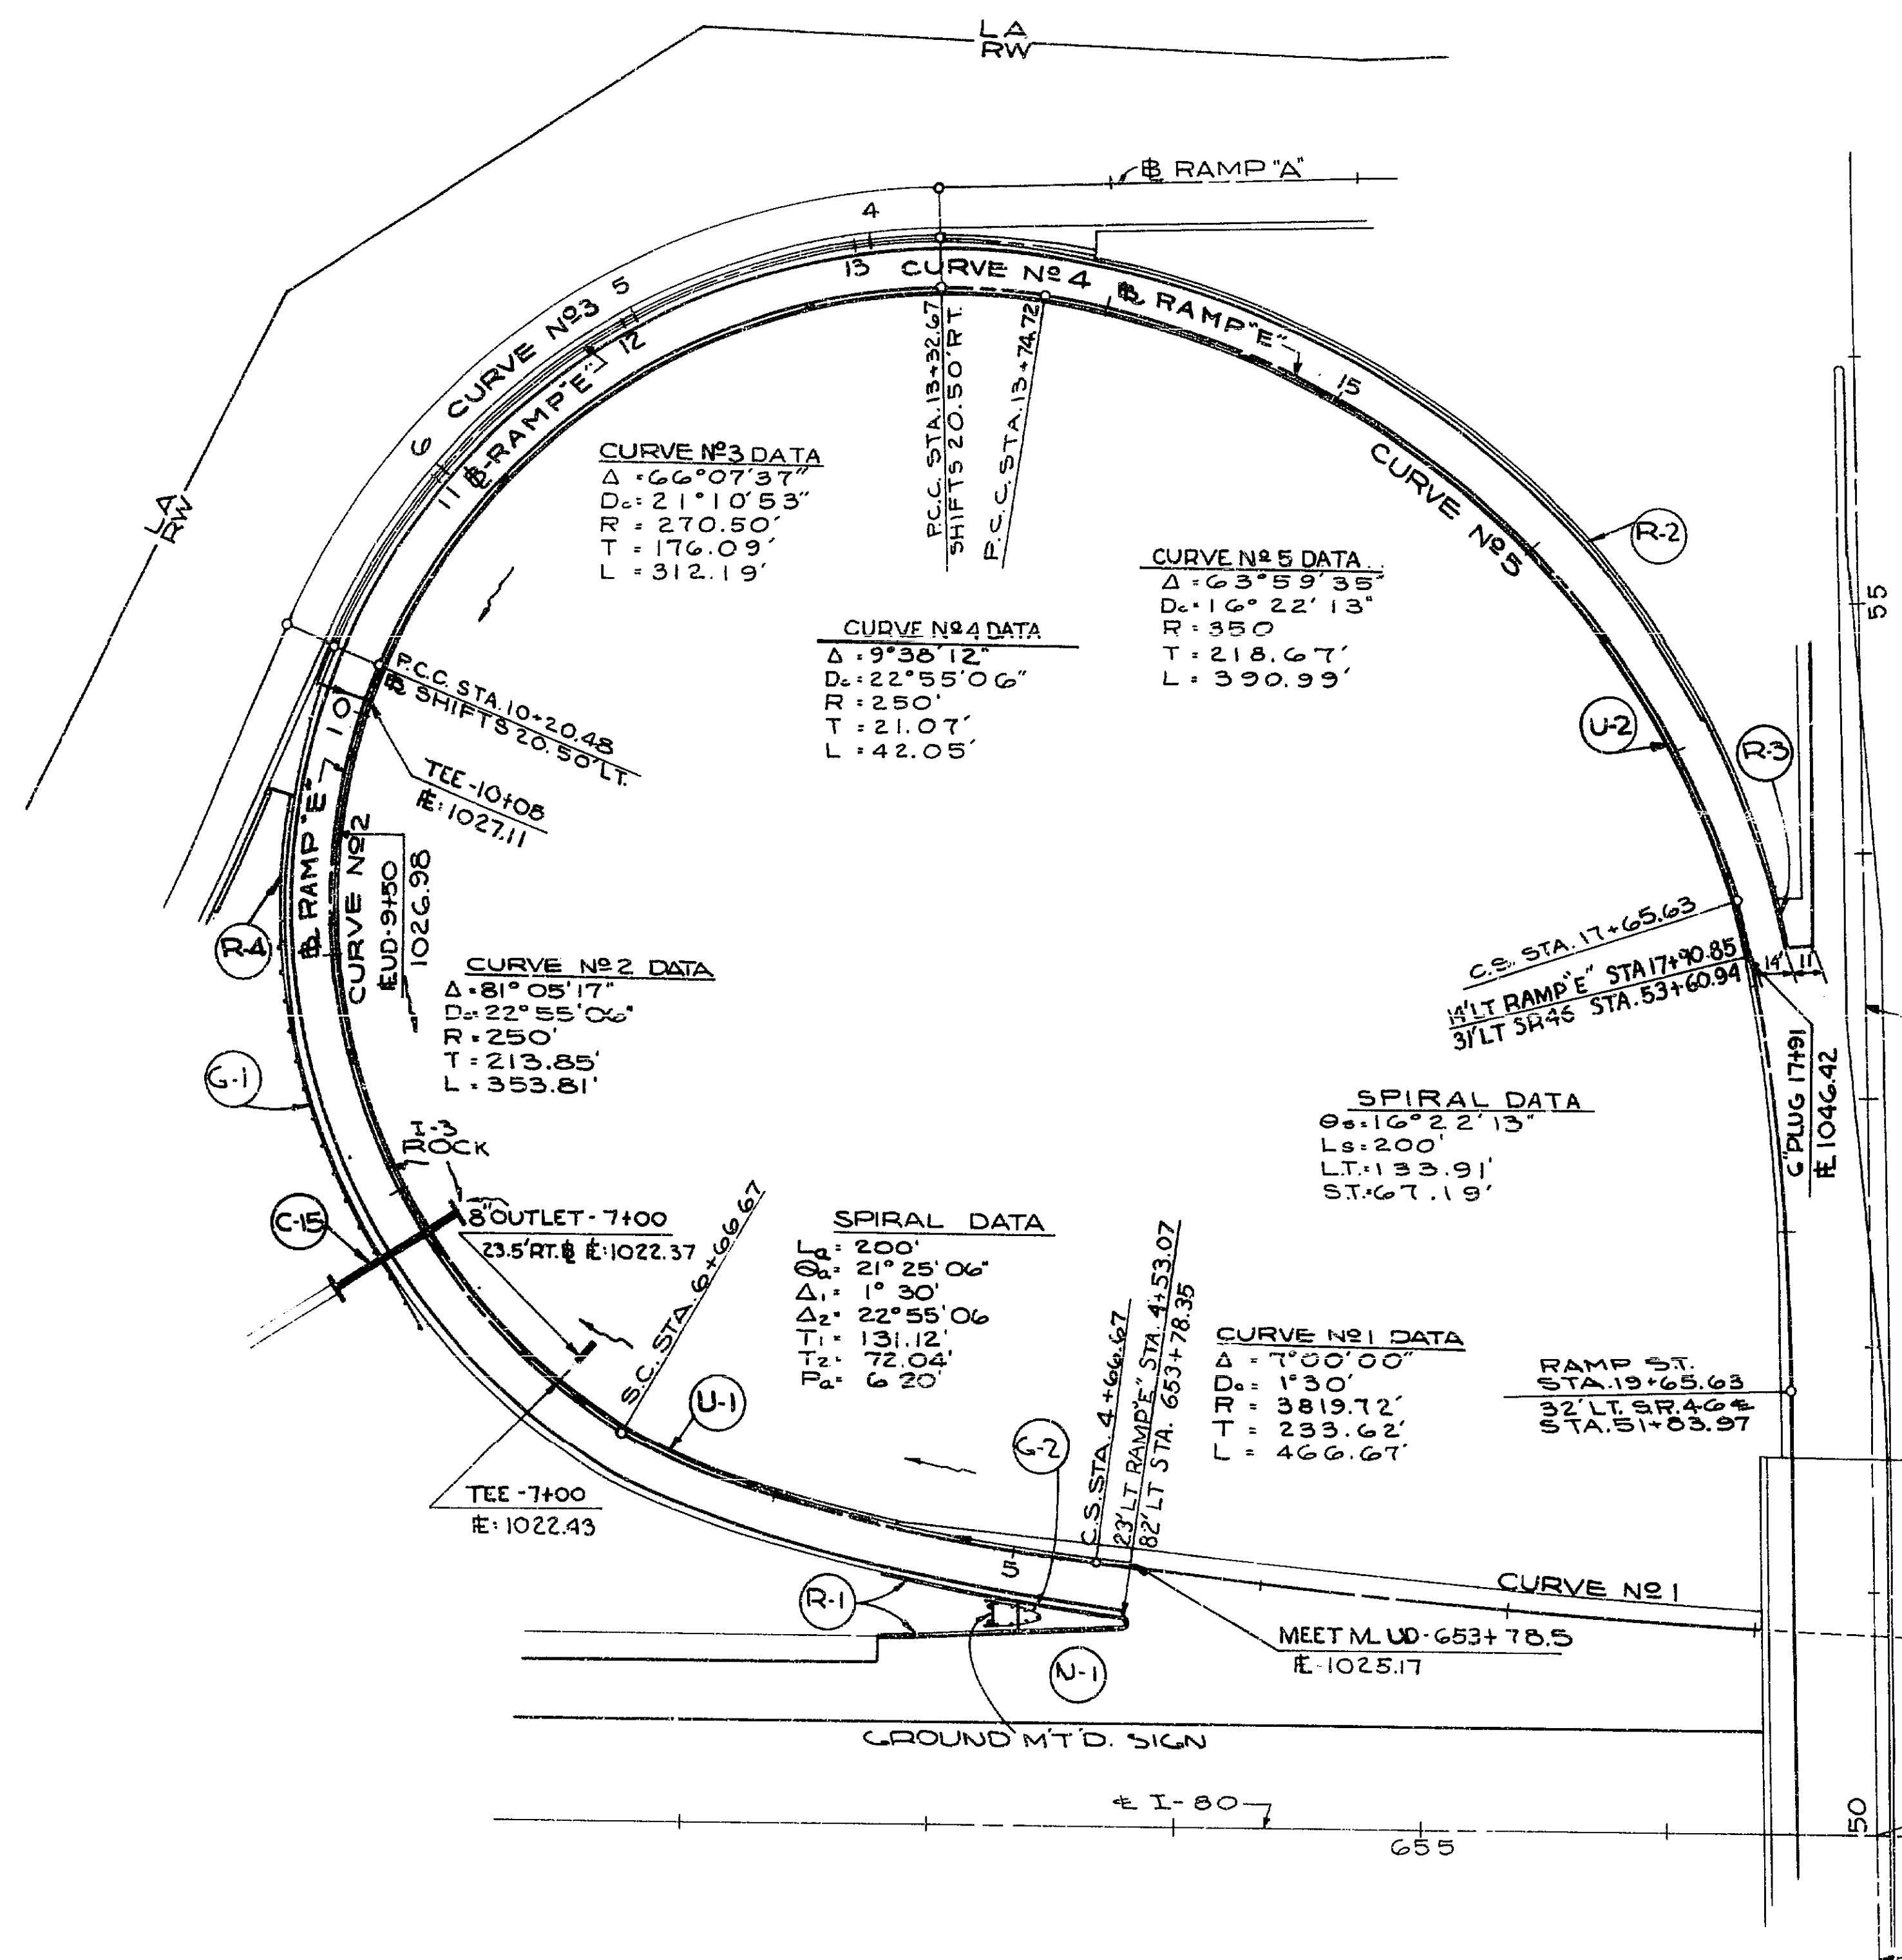 LA
RW
℄ RAMP "A"
4
13
CURVE Nº 4
℄ RAMP "E"
15
5
CURVE Nº3
12
6
11
℄ RAMP "E"
LA
RW
P.C.C. STA. 13+32.67
SHIFTS 20.50' RT.
P.C.C. STA. 13+74.72
CURVE Nº5
R-2
55
CURVE Nº3 DATA
Δ = 66°07'37"
Dc = 21°10'53"
R = 270.50'
T = 176.09'
L = 312.19'
CURVE Nº 5 DATA
Δ = 63°59'35"
Dc = 16° 22' 13"
R = 350
T = 218.67'
L = 390.99'
CURVE Nº4 DATA
Δ = 9°38'12"
Dc = 22°55'06"
R = 250'
T = 21.07'
L = 42.05'
P.C.C. STA. 10+20.48
℄ SHIFTS 20.50' LT.
10
TEE-10+08
℄: 1027.11
U-2
R-3
℄ RAMP "E"
CURVE Nº2
EUD-9+50
1026.98
R-4
C.S. STA. 17+65.63
14' LT RAMP "E" STA 17+90.85
31' LT SR46 STA. 53+60.94
14'
11'
6" PLUG 17+91
℄ 1046.42
CURVE Nº 2 DATA
Δ = 81° 05' 17"
Dc = 22° 55' 06"
R = 250'
T = 213.85'
L = 353.81'
G-1
I-3
ROCK
SPIRAL DATA
Θs = 16° 22' 13"
Ls = 200'
L.T. = 133.91'
S.T. = 67.19'
C-15
8" OUTLET - 7+00
23.5' RT. ℄ ℄: 1022.37
S.C. STA. 6+66.67
SPIRAL DATA
La = 200'
Θa = 21° 25' 06"
Δ1 = 1° 30'
Δ2 = 22° 55' 06
T1 = 131.12'
T2 = 72.04'
Pa = 6 20'
C.S. STA. 4+66.67
23' LT RAMP "E" STA. 4+53.07
82' LT STA. 653+78.35
CURVE Nº1 DATA
Δ = 7°00'00"
Dc = 1°30'
R = 3819.72'
T = 233.62'
L = 466.67'
RAMP S.T.
STA. 19+65.63
32' LT. S.R. 46 ℄
STA. 51+83.97
U-1
G-2
TEE-7+00
℄: 1022.43
5
R-1
CURVE Nº 1
MEET M.L. UD-653+78.5
℄ 1025.17
N-1
GROUND MT'D. SIGN
℄ I-80
655
50